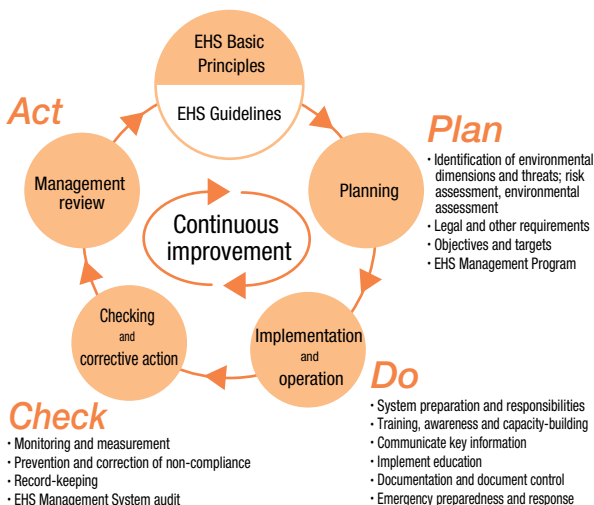 EHS Basic
Principles
EHS Guidelines
Act
Plan
・Identification of environmental
dimensions and threats; risk
assessment, environmental
assessment
・Legal and other requirements
・Objectives and targets
・EHS Management Program
Management
review
Planning
Continuous
improvement
Checking
and
corrective action
Implementation
and
operation
Check
・Monitoring and measurement
・Prevention and correction of non-compliance
・Record-keeping
・EHS Management System audit
Do
・System preparation and responsibilities
・Training, awareness and capacity-building
・Communicate key information
・Implement education
・Documentation and document control
・Emergency preparedness and response